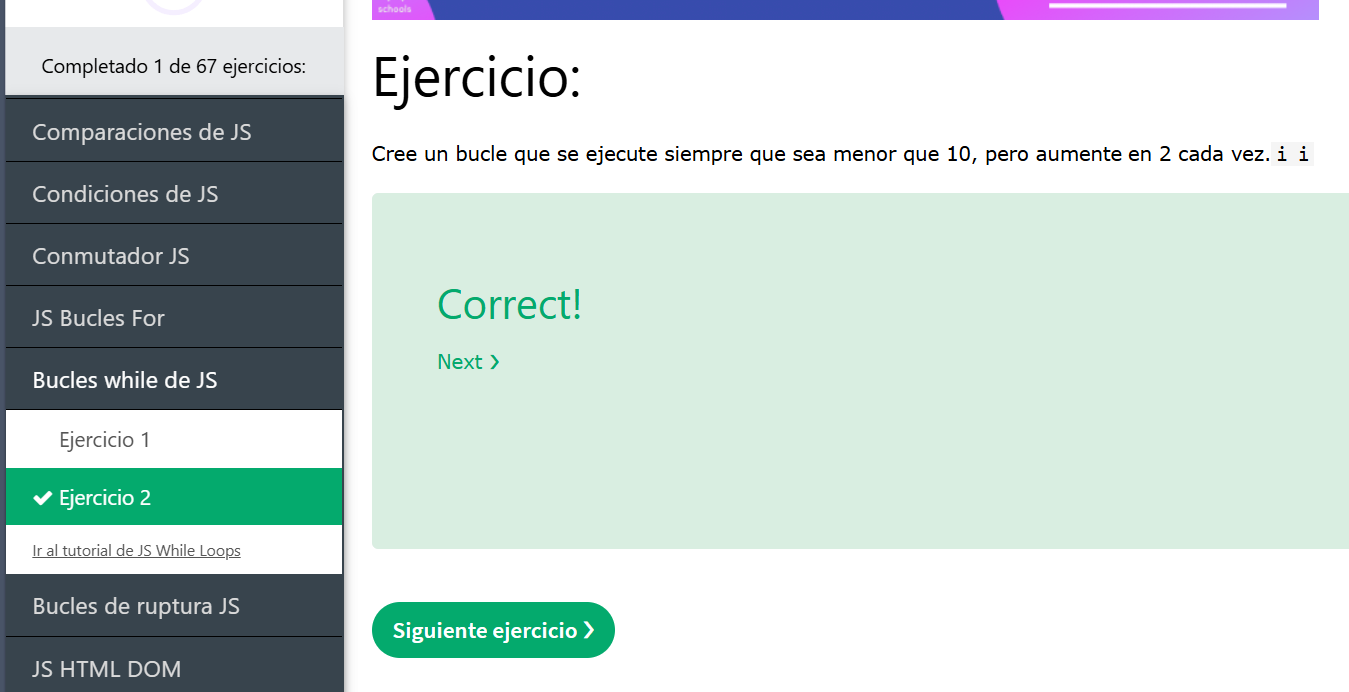 schools
Completado 1 de 67 ejercicios:
Comparaciones de JS
Condiciones de JS
Conmutador JS
JS Bucles For
Bucles while de JS
Ejercicio 1
Ejercicio 2
Ir al tutorial de JS While Loops
Bucles de ruptura JS
JS HTML DOM
Ejercicio:
Cree un bucle que se ejecute siempre que sea menor que 10, pero aumente en 2 cada vez. i i
Correct!
Next ❯
Siguiente ejercicio ❯